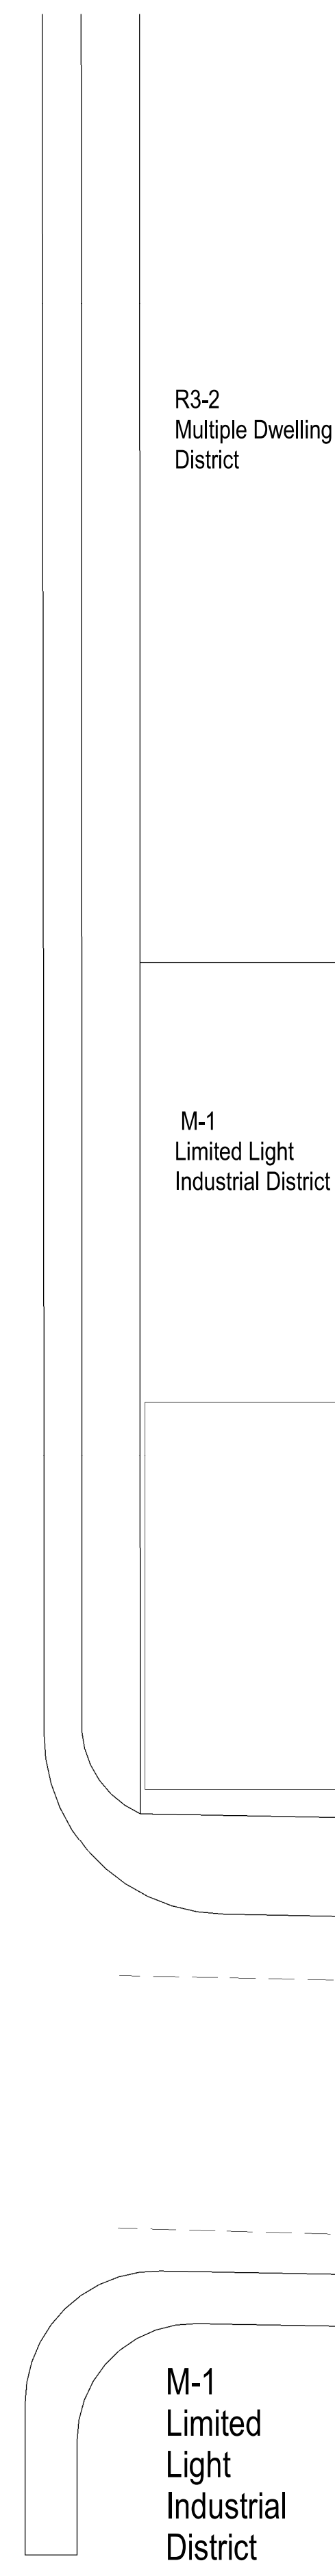 R3-2
Multiple Dwelling
District
M-1
Limited Light
Industrial District
M-1
Limited
Light
Industrial
District